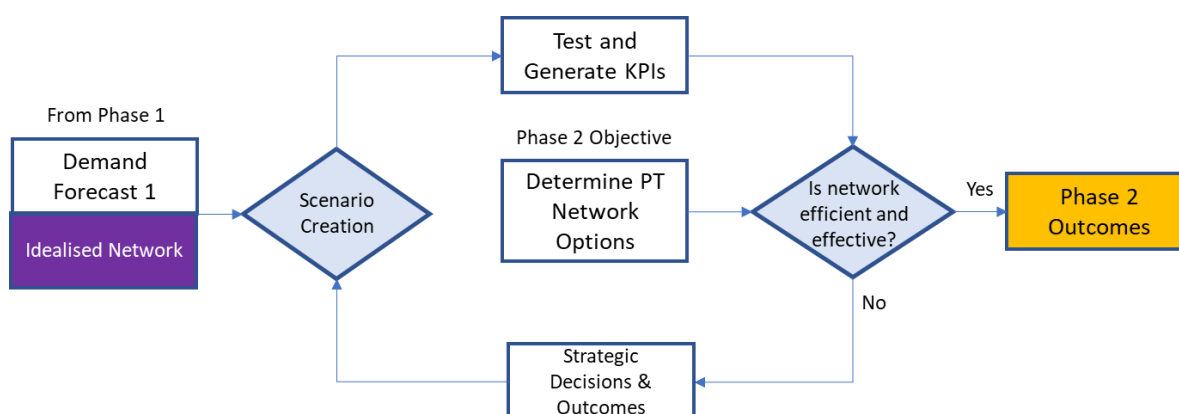 Test and
Generate KPIs
From Phase 1
Demand
Forecast 1
Idealised Network
Scenario
Creation
Phase 2 Objective
Determine PT
Network
Options
Is network
efficient and
effective?
Yes
Phase 2
Outcomes
No
Strategic
Decisions &
Outcomes